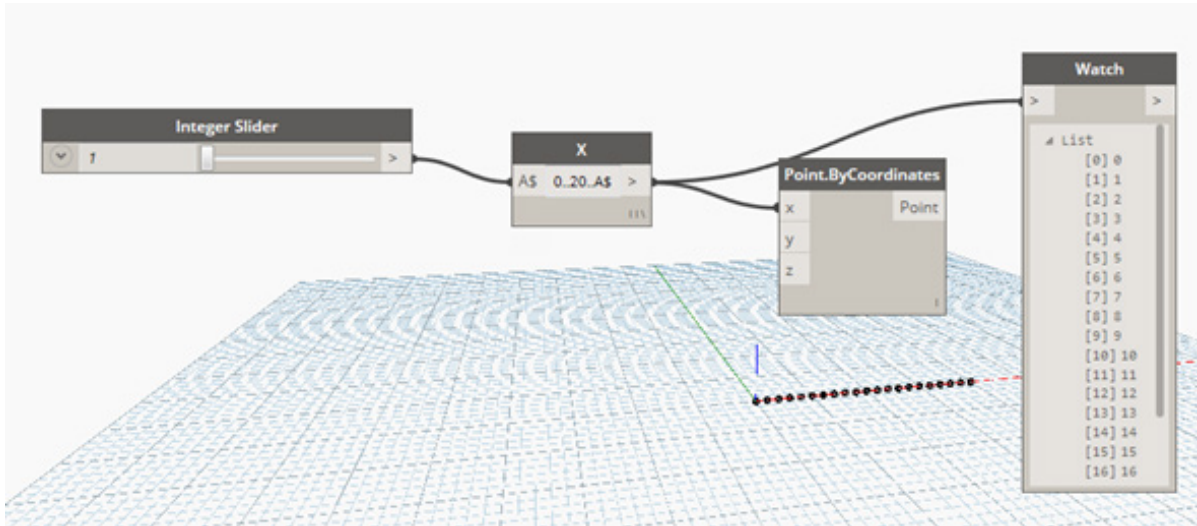 Integer Slider
1
>
X
A$ 0..20..A$ >
Point.ByCoordinates
x Point
y
z
Watch
> >
List
[0] 0
[1] 1
[2] 2
[3] 3
[4] 4
[5] 5
[6] 6
[7] 7
[8] 8
[9] 9
[10] 10
[11] 11
[12] 12
[13] 13
[14] 14
[15] 15
[16] 16